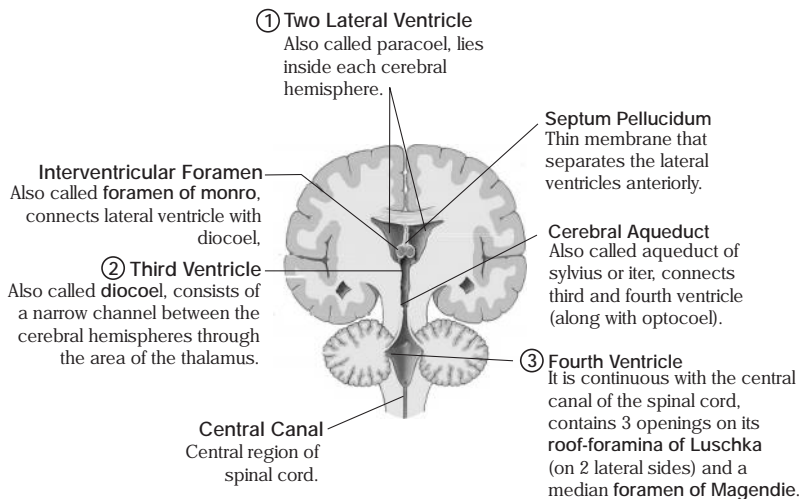 ① Two Lateral Ventricle
Also called paracoel, lies
inside each cerebral
hemisphere.
Septum Pellucidum
Thin membrane that
separates the lateral
ventricles anteriorly.
Interventricular Foramen
Also called foramen of monro,
connects lateral ventricle with
diocoel,
Cerebral Aqueduct
Also called aqueduct of
sylvius or iter, connects
third and fourth ventricle
(along with optocoel).
② Third Ventricle
Also called diocoel, consists of
a narrow channel between the
cerebral hemispheres through
the area of the thalamus.
③ Fourth Ventricle
It is continuous with the central
canal of the spinal cord,
contains 3 openings on its
roof-foramina of Luschka
(on 2 lateral sides) and a
median foramen of Magendie.
Central Canal
Central region of
spinal cord.